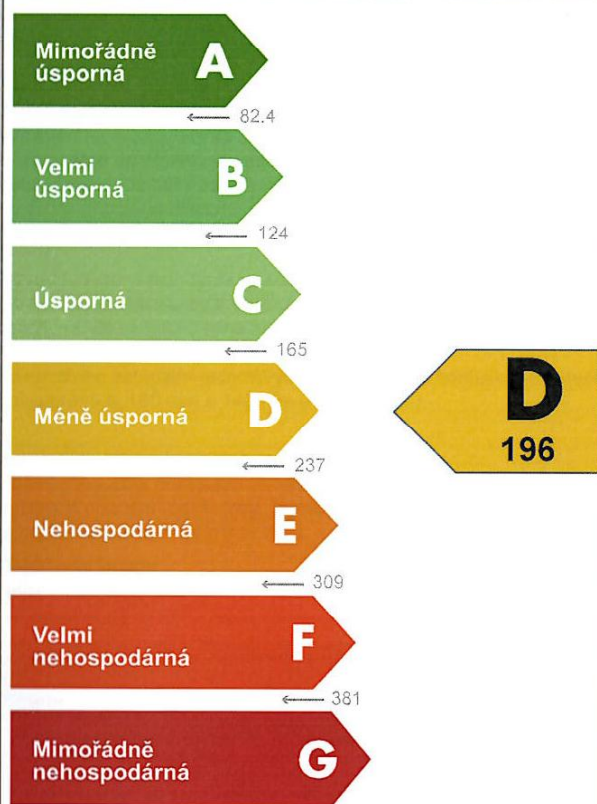 Mimořádně
úsporná
A
82.4
Velmi
úsporná
B
124
Úsporná
C
165
Méně úsporná
D
237
D
196
Nehospodárná
E
309
Velmi
nehospodárná
F
381
Mimořádně
nehospodárná
G